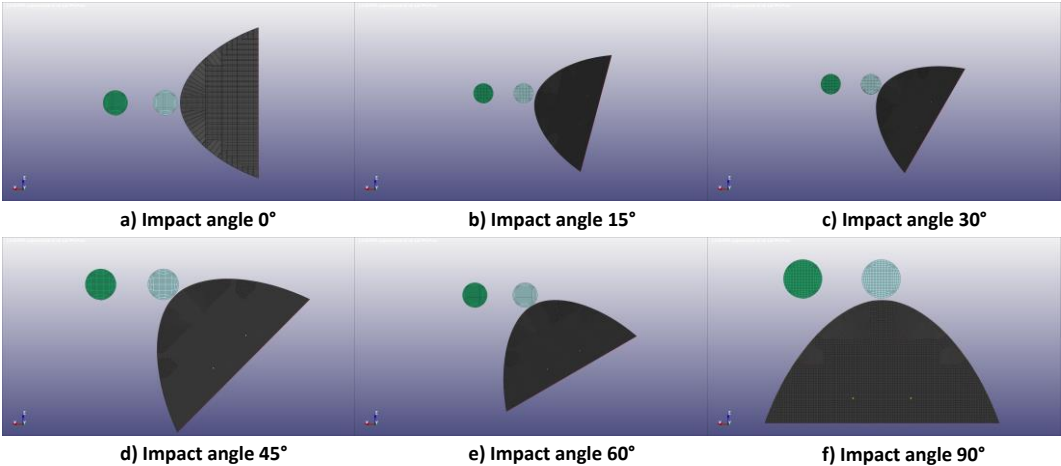 a) Impact angle 0°
b) Impact angle 15°
c) Impact angle 30°
d) Impact angle 45°
e) Impact angle 60°
f) Impact angle 90°